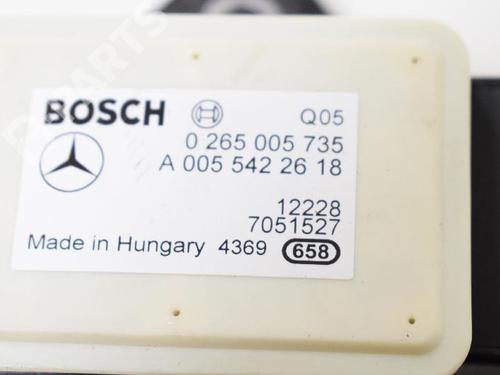 BOSCH Q05
0 265 005 735
A 005 542 26 18
12228
7051527
Made in Hungary 4369 658